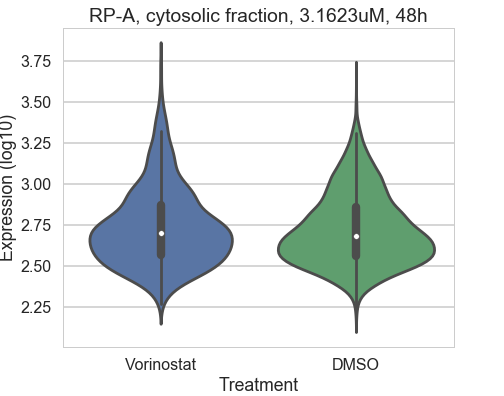 RP-A, cytosolic fraction, 3.1623uM, 48h
Expression (log10)
3.75
3.50
3.25
3.00
2.75
2.50
2.25
Vorinostat
DMSO
Treatment